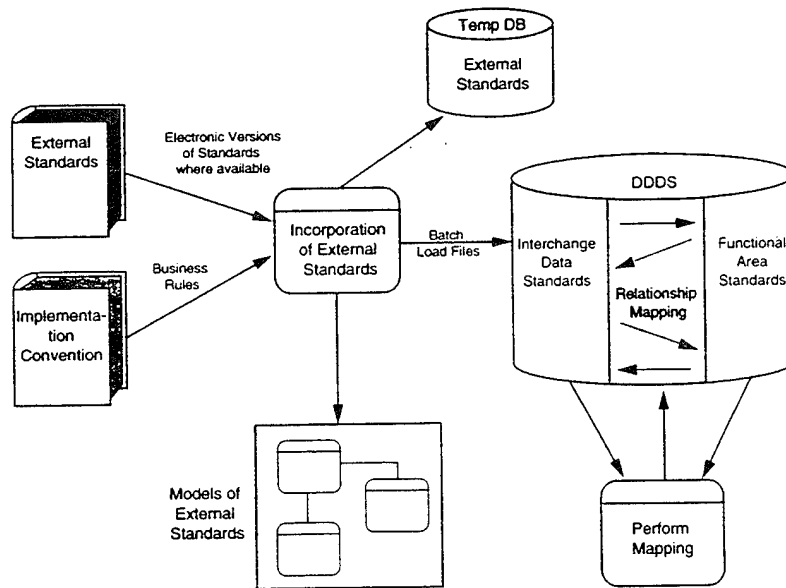 Temp DB
External
Standards
External
Standards
Electronic Versions
of Standards
where available
DDDS
Incorporation
of External
Standards
Batch
Load Files
Interchange
Data
Standards
Functional
Area
Standards
Relationship
Mapping
Business
Rules
Implementa-
tion
Convention
Models of
External
Standards
Perform
Mapping